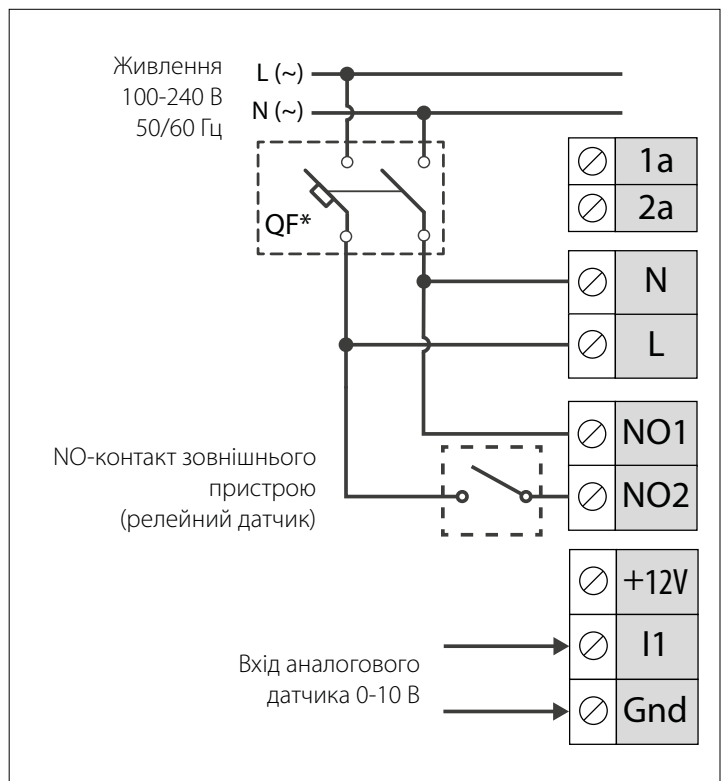 Живлення
100-240 В
50/60 Гц
L (~)
N (~)
QF*
1a
2a
N
L
NO1
NO2
NO-контакт зовнішнього
пристрою
(релейний датчик)
+12V
I1
Gnd
Вхід аналогового
датчика 0-10 В